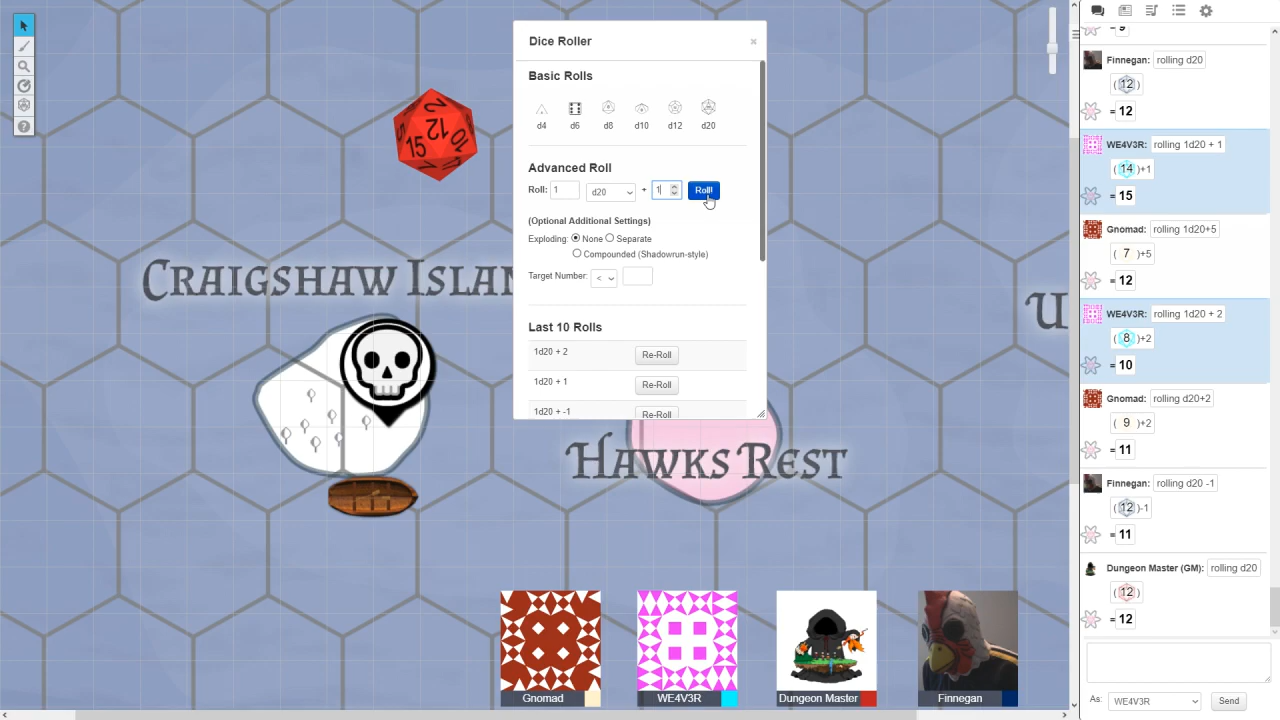 Dice Roller
×
Basic Rolls
d4 d6 d8 d10 d12 d20
Advanced Roll
Roll: 1 d20 + 1 Roll!
(Optional Additional Settings)
Exploding: None Separate
Compounded (Shadowrun-style)
Target Number: <
Last 10 Rolls
1d20 + 2 Re-Roll
1d20 + 1 Re-Roll
1d20 + -1 Re-Roll
2
12
15
Craigshaw Islan
U
Hawks Rest
Gnomad
WE4V3R
Dungeon Master
Finnegan
= 9
Finnegan: rolling d20
(12)
= 12
WE4V3R: rolling 1d20 + 1
(14)+1
= 15
Gnomad: rolling 1d20+5
(7)+5
= 12
WE4V3R: rolling 1d20 + 2
(8)+2
= 10
Gnomad: rolling d20+2
(9)+2
= 11
Finnegan: rolling d20 -1
(12)-1
= 11
Dungeon Master (GM): rolling d20
(12)
= 12
As: WE4V3R Send